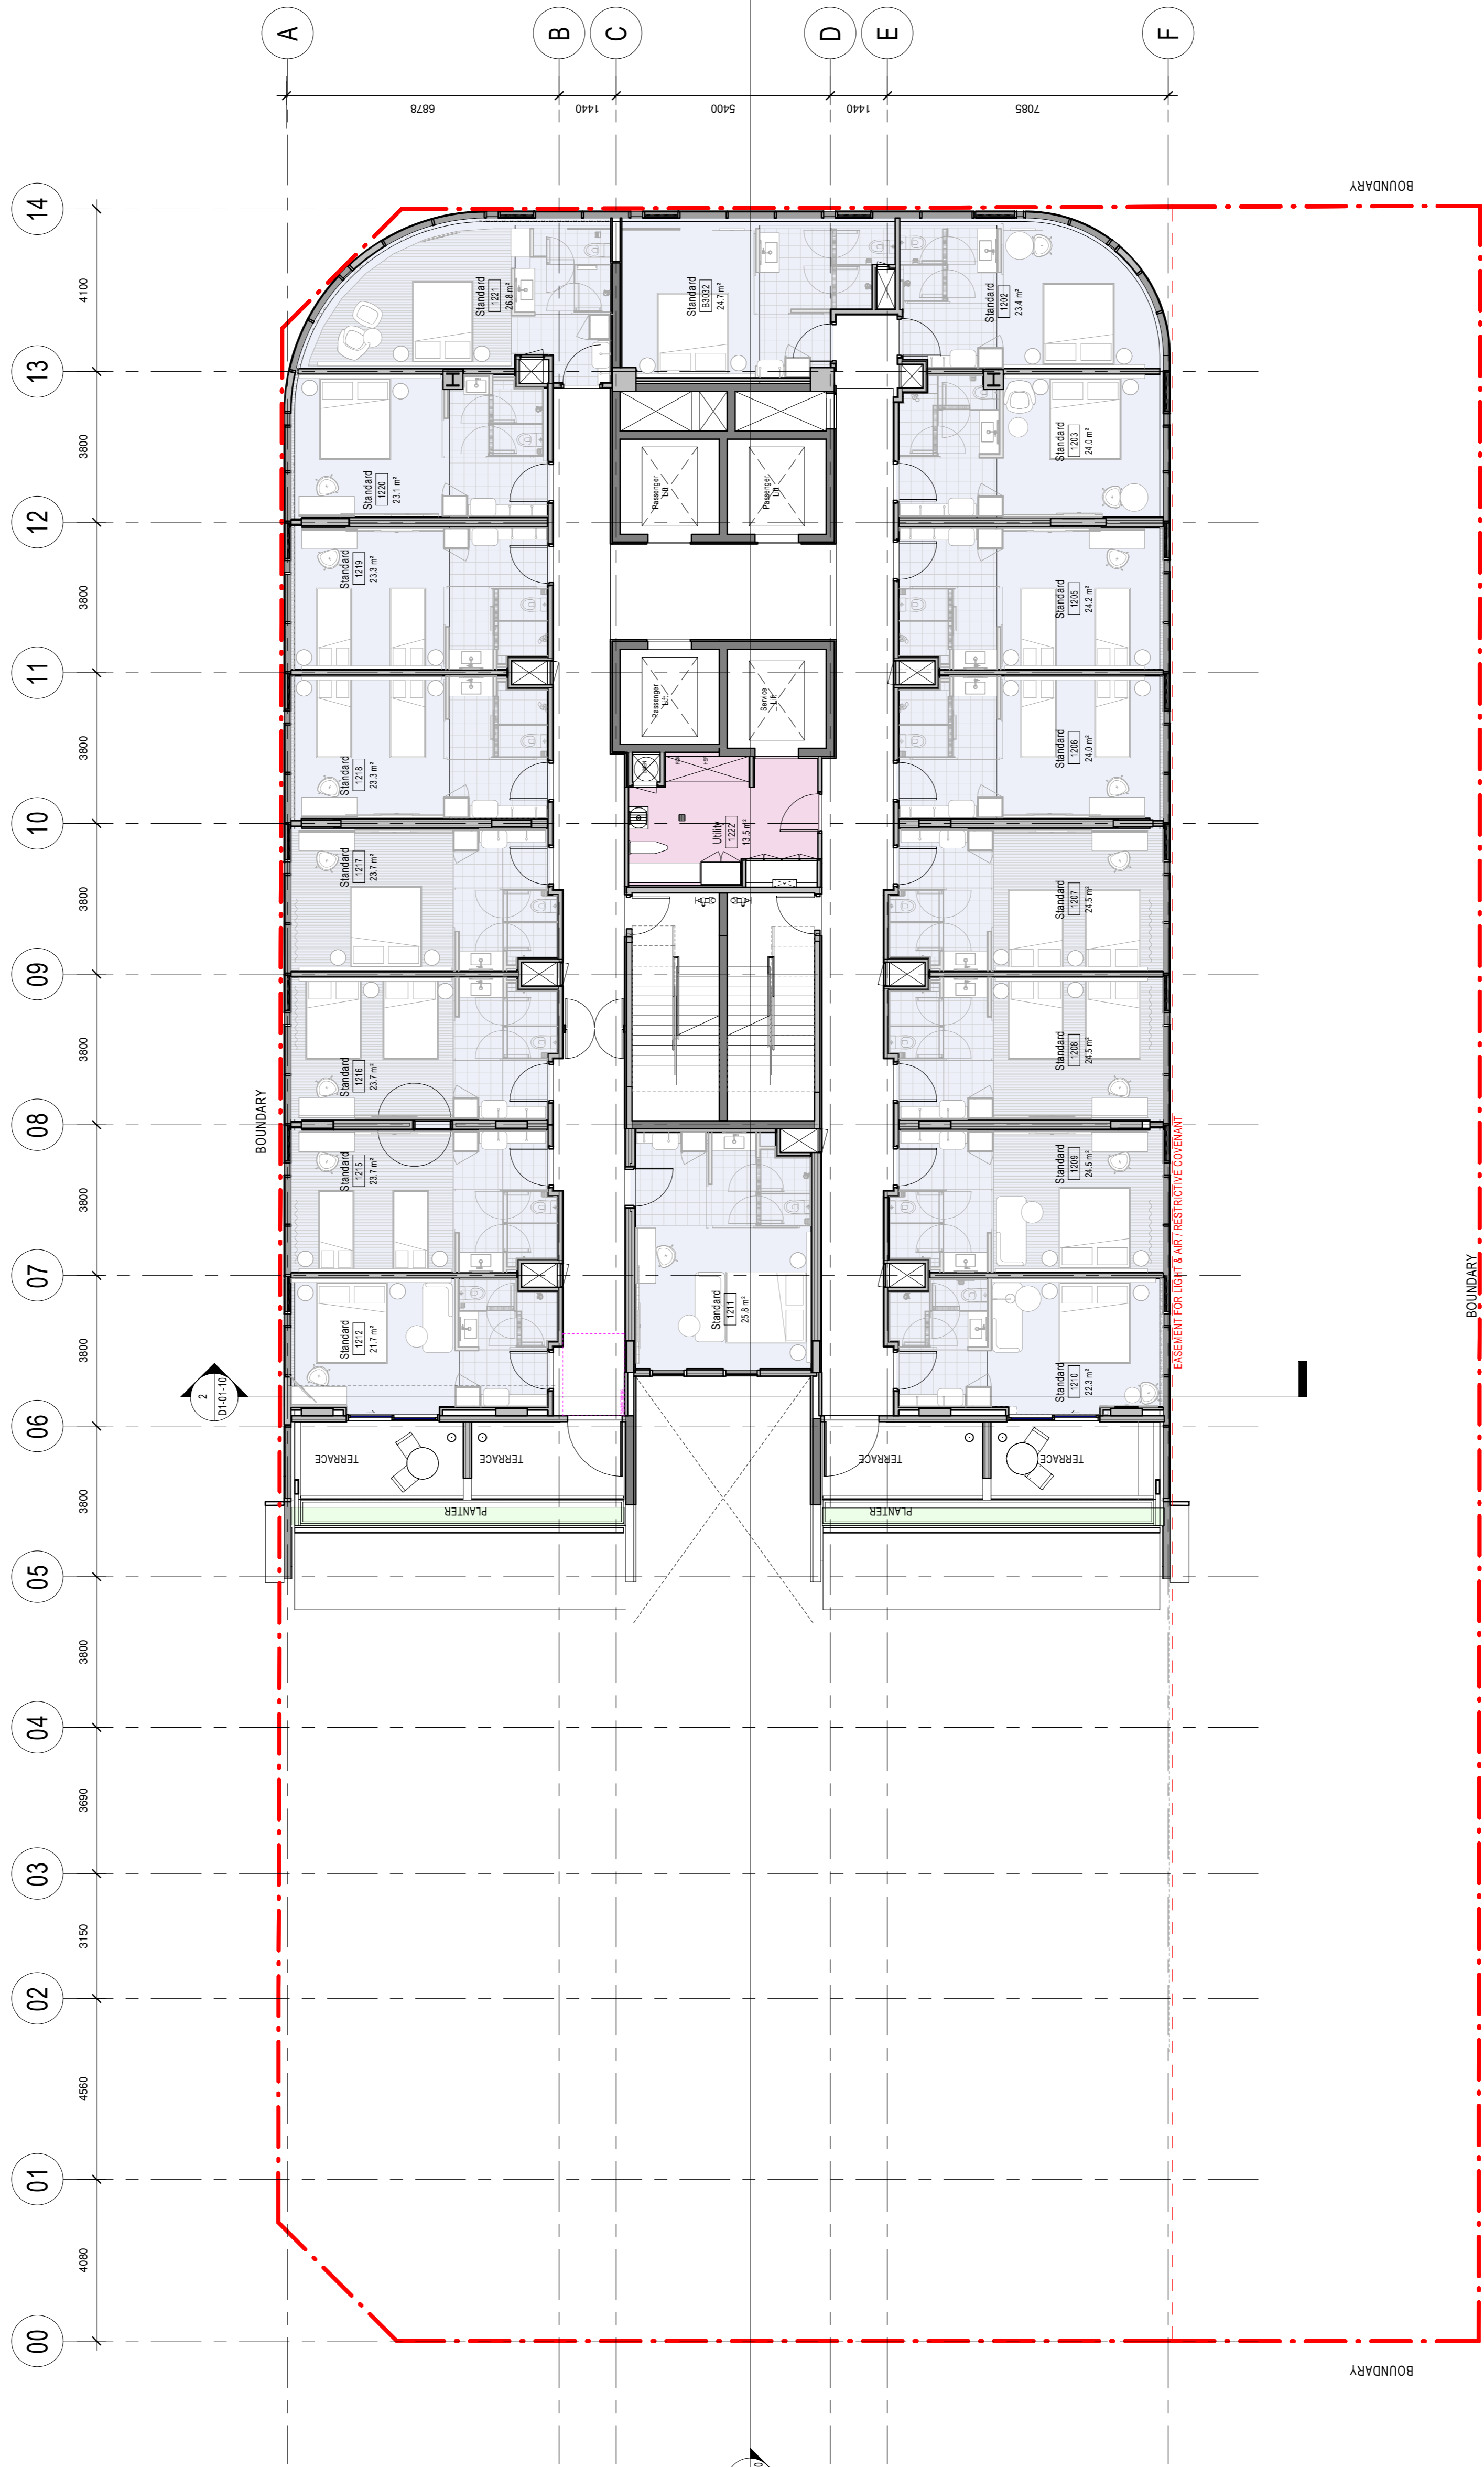 A
B
C
D
E
F
6878
1440
5400
1440
7085
BOUNDARY
14
4100
13
3800
12
3800
11
3800
10
3800
09
3800
08
3800
07
3800
06
3800
05
3800
04
3690
03
3150
02
4560
01
4080
00
Standard
1221
26.8 m²
Standard
B3032
24.7 m²
Standard
1202
23.4 m²
Standard
1220
23.1 m²
Passenger
Lift
Passenger
Lift
Standard
1203
24.0 m²
Standard
1219
23.3 m²
Standard
1205
24.2 m²
Standard
1218
23.3 m²
Passenger
Lift
Service
Lift
Standard
1206
24.0 m²
Utility
1222
13.5 m²
FSR
HSR
Standard
1217
23.7 m²
Standard
1207
24.5 m²
Standard
1216
23.7 m²
Standard
1208
24.5 m²
BOUNDARY
Standard
1215
23.7 m²
Standard
1209
24.5 m²
Standard
1212
21.7 m²
Standard
1211
25.8 m²
Standard
1210
22.3 m²
EASEMENT FOR LIGHT & AIR / RESTRICTIVE COVENANT
BOUNDARY
2
D1-01-10
TERRACE
TERRACE
TERRACE
TERRACE
PLANTER
PLANTER
BOUNDARY